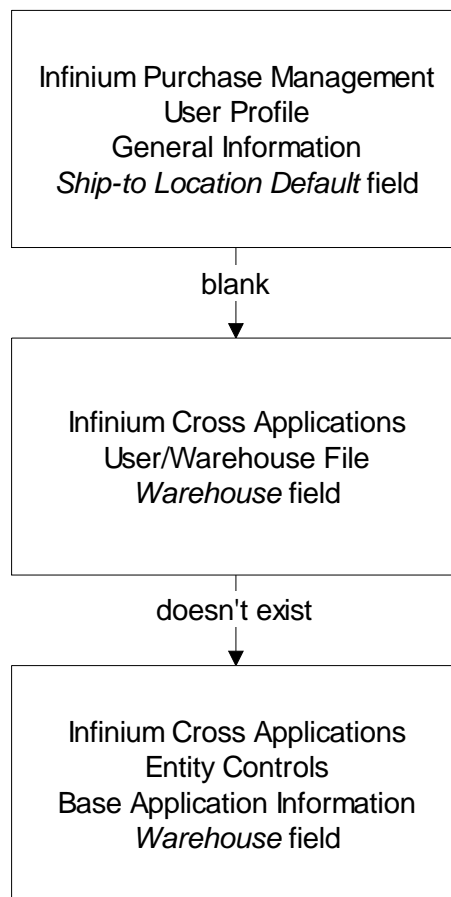 Infinium Purchase Management
User Profile
General Information
Ship-to Location Default field
blank
Infinium Cross Applications
User/Warehouse File
Warehouse field
doesn't exist
Infinium Cross Applications
Entity Controls
Base Application Information
Warehouse field